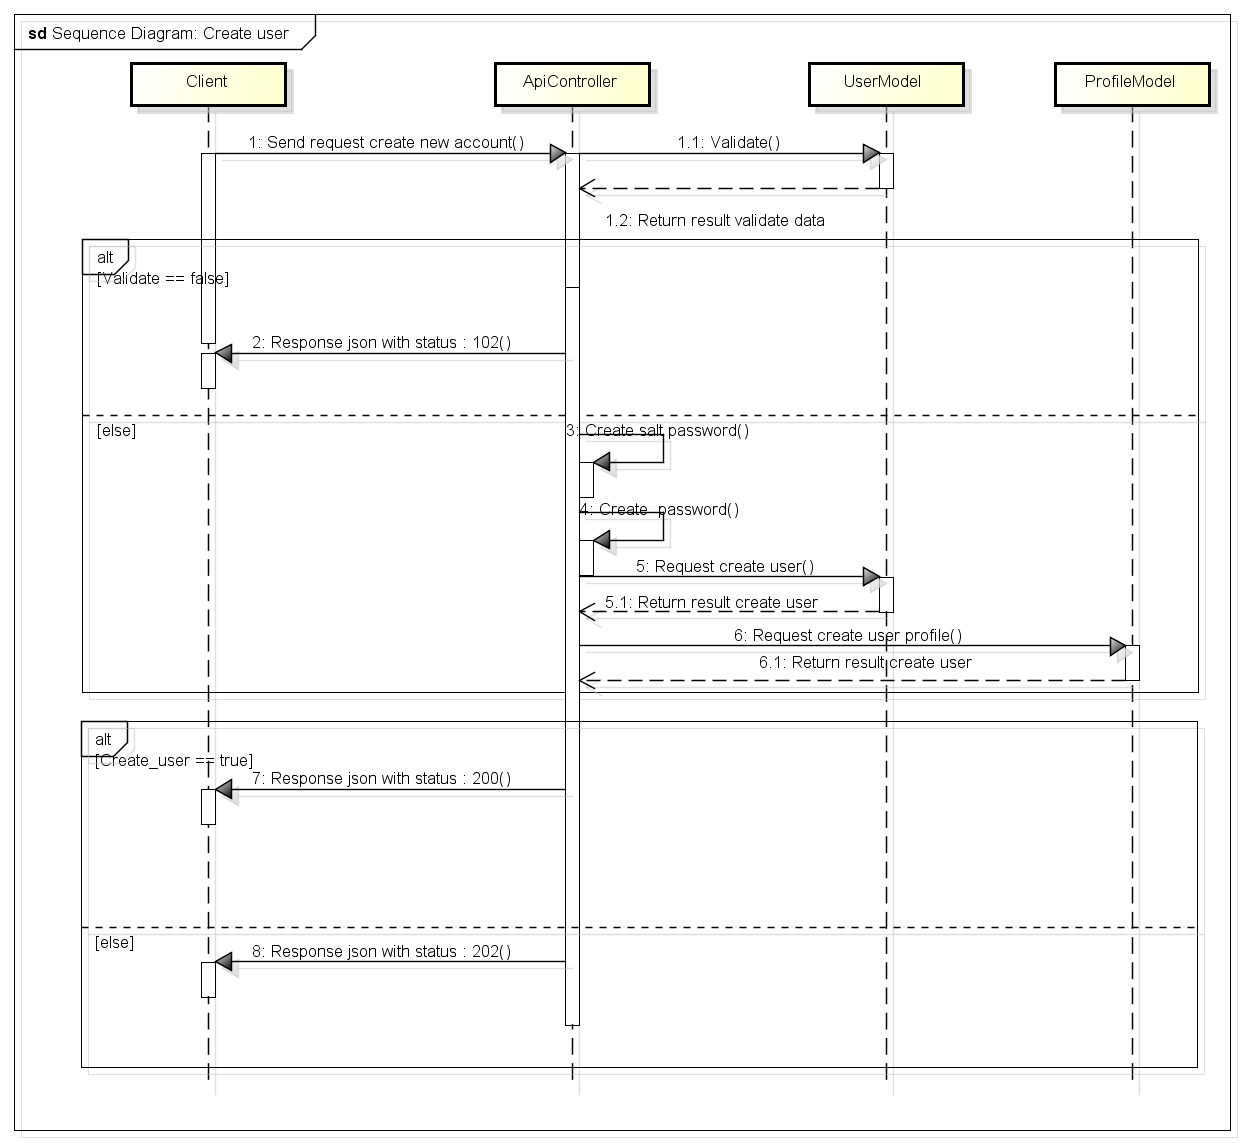 sd Sequence Diagram: Create user
Client
ApiController
UserModel
ProfileModel
1: Send request create new account()
1.1: Validate()
1.2: Return result validate data
alt
[Validate == false]
2: Response json with status : 102()
[else]
3: Create salt password()
4: Create  password()
5: Request create user()
5.1: Return result create user
6: Request create user profile()
6.1: Return result create user
alt
[Create_user == true]
7: Response json with status : 200()
[else]
8: Response json with status : 202()